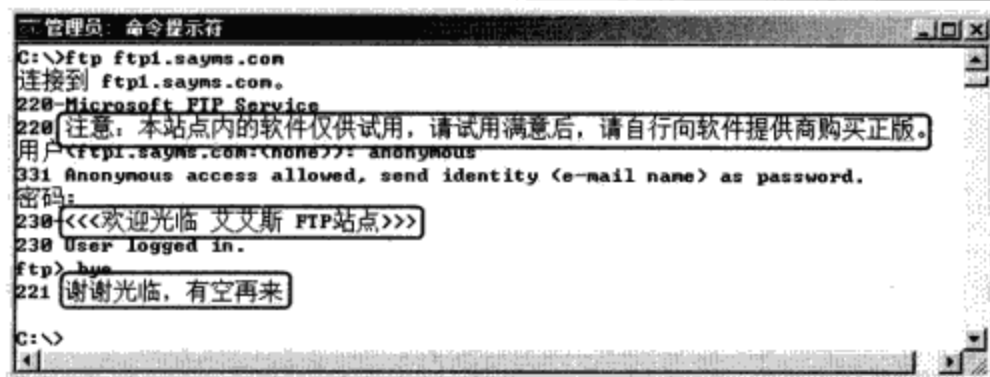 管理员: 命令提示符
C:\>ftp ftp1.sayms.com
连接到 ftp1.sayms.com。
220-Microsoft FTP Service
220 注意：本站点内的软件仅供试用，请试用满意后，请自行向软件提供商购买正版。
用户(ftp1.sayms.com:(none)): anonymous
331 Anonymous access allowed, send identity (e-mail name) as password.
密码:
230-<<<欢迎光临 艾艾斯 FTP站点>>>
230 User logged in.
ftp> bye
221 谢谢光临，有空再来
C:\>